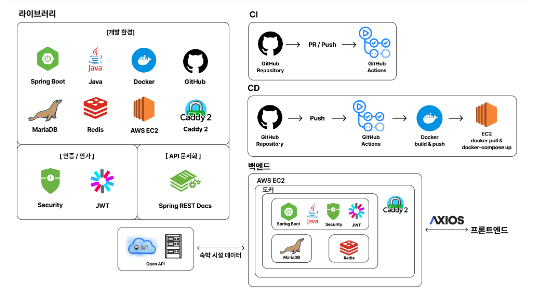 라이브러리
[개발 환경]
Spring Boot
Java
Java
Docker
GitHub
MariaDB
Redis
AWS EC2
Caddy 2
Caddy 2
[ 인증 / 인가 ]
Security
JWT
[ API 문서화 ]
Spring REST Docs
CI
GitHub
Repository
PR / Push
GitHub
Actions
CD
GitHub
Repository
Push
GitHub
Actions
Docker
build & push
EC2
docker pull &
docker-compose up
백엔드
AWS EC2
도커
Spring Boot
Java
Security
JWT
MariaDB
Redis
Caddy 2
AXIOS
프론트엔드
Open API
숙박 시설 데이터